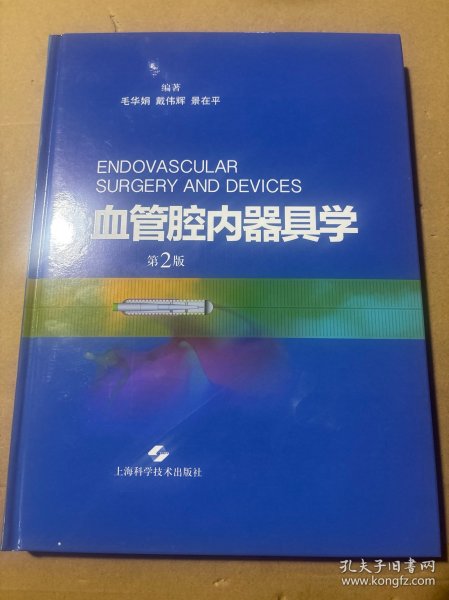 编著
毛华娟 戴伟辉 景在平
ENDOVASCULAR
SURGERY AND DEVICES
血管腔内器具学
第2版
上海科学技术出版社
孔夫子旧书网
www.kongfz.com